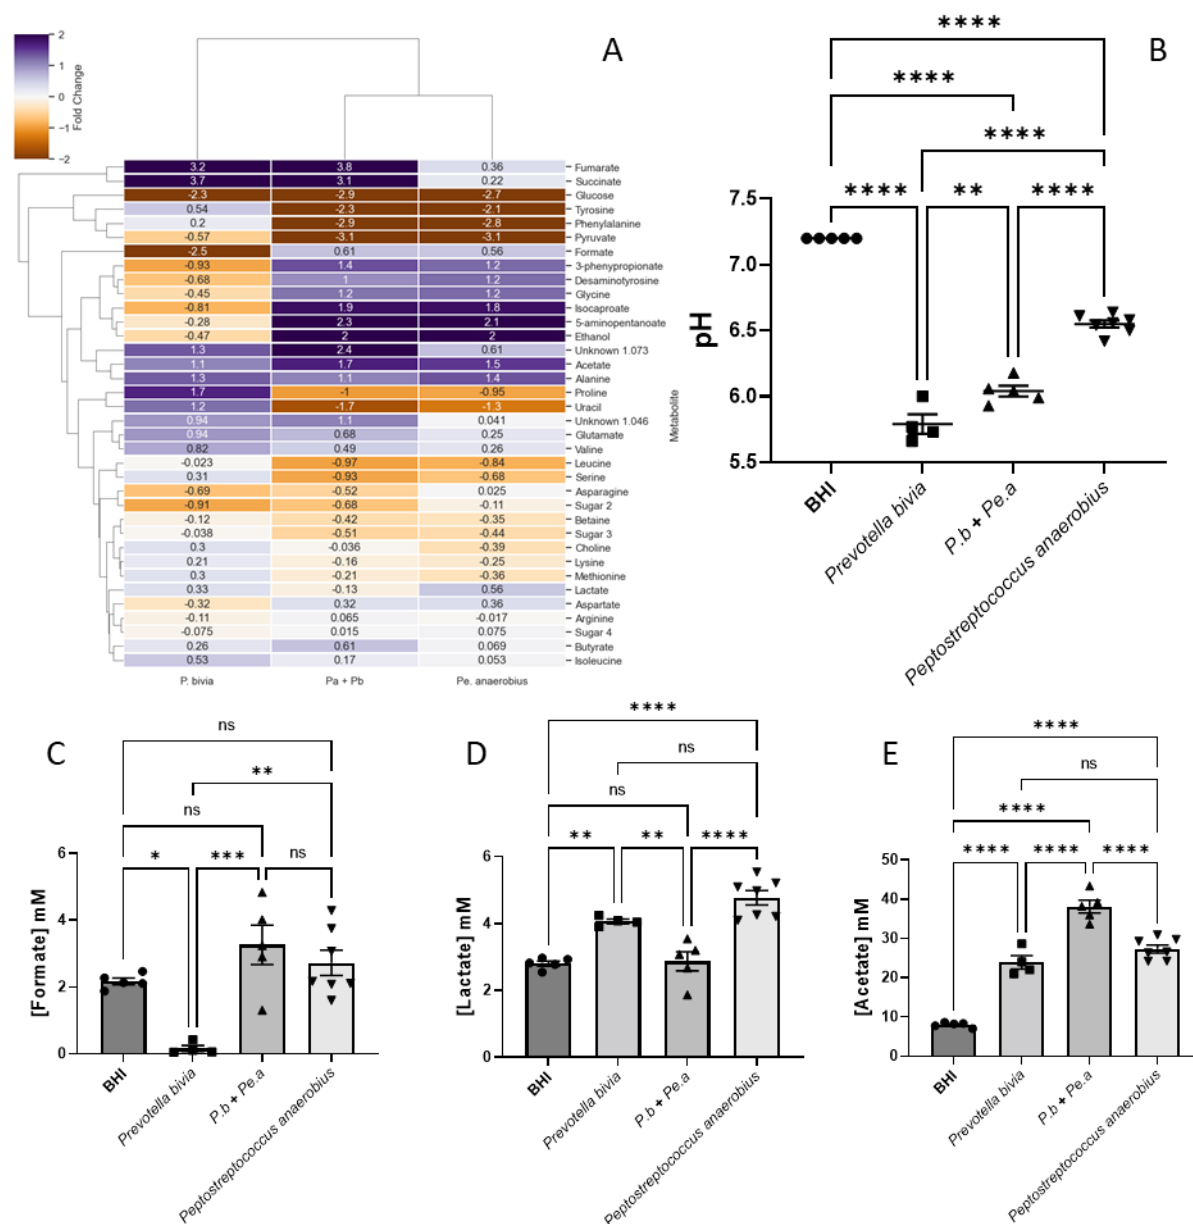 A
2
1
0
−1
−2
Fold Change
3.2 3.8 0.36 Fumarate
3.7 3.1 0.22 Succinate
-2.3 -2.9 -2.7 Glucose
0.54 -2.3 -2.1 Tyrosine
0.2 -2.9 -2.8 Phenylalanine
-0.57 -3.1 -3.1 Pyruvate
-2.5 0.61 0.56 Formate
-0.93 1.4 1.2 3-phenypropionate
-0.68 1 1.2 Desaminotyrosine
-0.45 1.2 1.2 Glycine
-0.81 1.9 1.8 Isocaproate
-0.28 2.3 2.1 5-aminopentanoate
-0.47 2 2 Ethanol
1.3 2.4 0.61 Unknown 1.073
1.1 1.7 1.5 Acetate
1.3 1.1 1.4 Alanine
1.7 -1 -0.95 Proline
1.2 -1.7 -1.3 Uracil
0.94 1.1 0.041 Unknown 1.046
0.94 0.68 0.25 Glutamate
0.82 0.49 0.26 Valine
-0.023 -0.97 -0.84 Leucine
0.31 -0.93 -0.68 Serine
-0.69 -0.52 0.025 Asparagine
-0.91 -0.68 -0.11 Sugar 2
-0.12 -0.42 -0.35 Betaine
-0.038 -0.51 -0.44 Sugar 3
0.3 -0.036 -0.39 Choline
0.21 -0.16 -0.25 Lysine
0.3 -0.21 -0.36 Methionine
0.33 -0.13 0.56 Lactate
-0.32 0.32 0.36 Aspartate
-0.11 0.065 -0.017 Arginine
-0.075 0.015 0.075 Sugar 4
0.26 0.61 0.069 Butyrate
0.53 0.17 0.053 Isoleucine
Metabolite
P. bivia Pa + Pb Pe. anaerobius
B
****
****
****
**** ** ****
7.5
7.0
6.5
6.0
5.5
pH
BHI
Prevotella bivia
P.b + Pe.a
Peptostreptococcus anaerobius
C
ns
**
ns
* *** ns
6
4
2
0
[Formate] mM
BHI
Prevotella bivia
P.b + Pe.a
Peptostreptococcus anaerobius
D
****
ns
ns
** ** ****
6
4
2
0
[Lactate] mM
BHI
Prevotella bivia
P.b + Pe.a
Peptostreptococcus anaerobius
E
****
ns
****
**** **** ****
50
40
30
20
10
0
[Acetate] mM
BHI
Prevotella bivia
P.b + Pe.a
Peptostreptococcus anaerobius